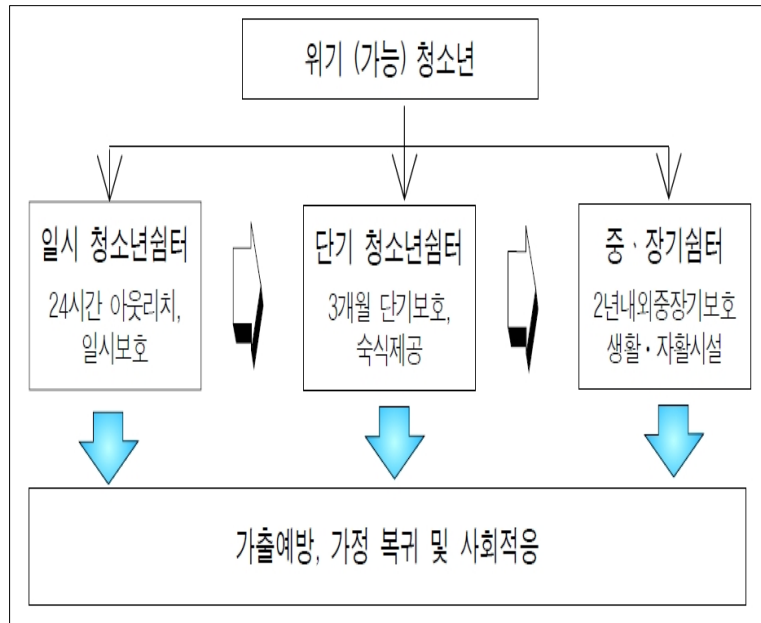 위기 (가능) 청소년
일시 청소년쉼터
24시간 아웃리치,
일시보호
단기 청소년쉼터
3개월 단기보호,
숙식제공
중·장기쉼터
2년내외중장기보호
생활·자활시설
가출예방, 가정 복귀 및 사회적응